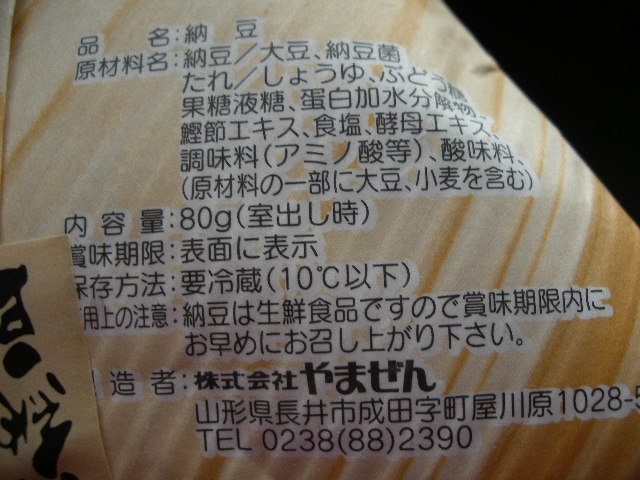 品 名:納 豆
原材料名:納豆/大豆、納豆菌
たれ/しょうゆ、ぶどう糖
果糖液糖、蛋白加水分解物、
鰹節エキス、食塩、酵母エキス、
調味料(アミノ酸等)、酸味料、
(原材料の一部に大豆、小麦を含む)
内 容 量:80g(室出し時)
賞味期限:表面に表示
保存方法:要冷蔵(10℃以下)
用上の注意:納豆は生鮮食品ですので賞味期限内に
お早めにお召し上がり下さい。
造 者:株式会社 やまぜん
山形県長井市成田字町屋川原1028-5
TEL 0238(88)2390